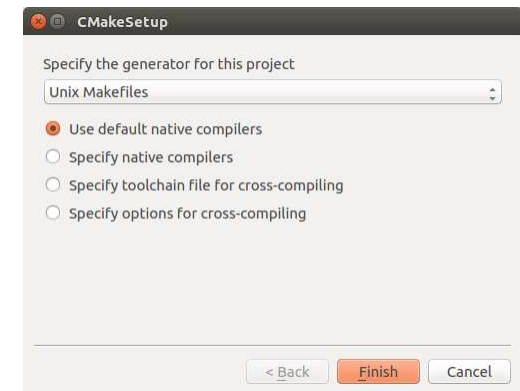 CMakeSetup
Specify the generator for this project
Unix Makefiles
Use default native compilers
Specify native compilers
Specify toolchain file for cross-compiling
Specify options for cross-compiling
< Back Finish Cancel